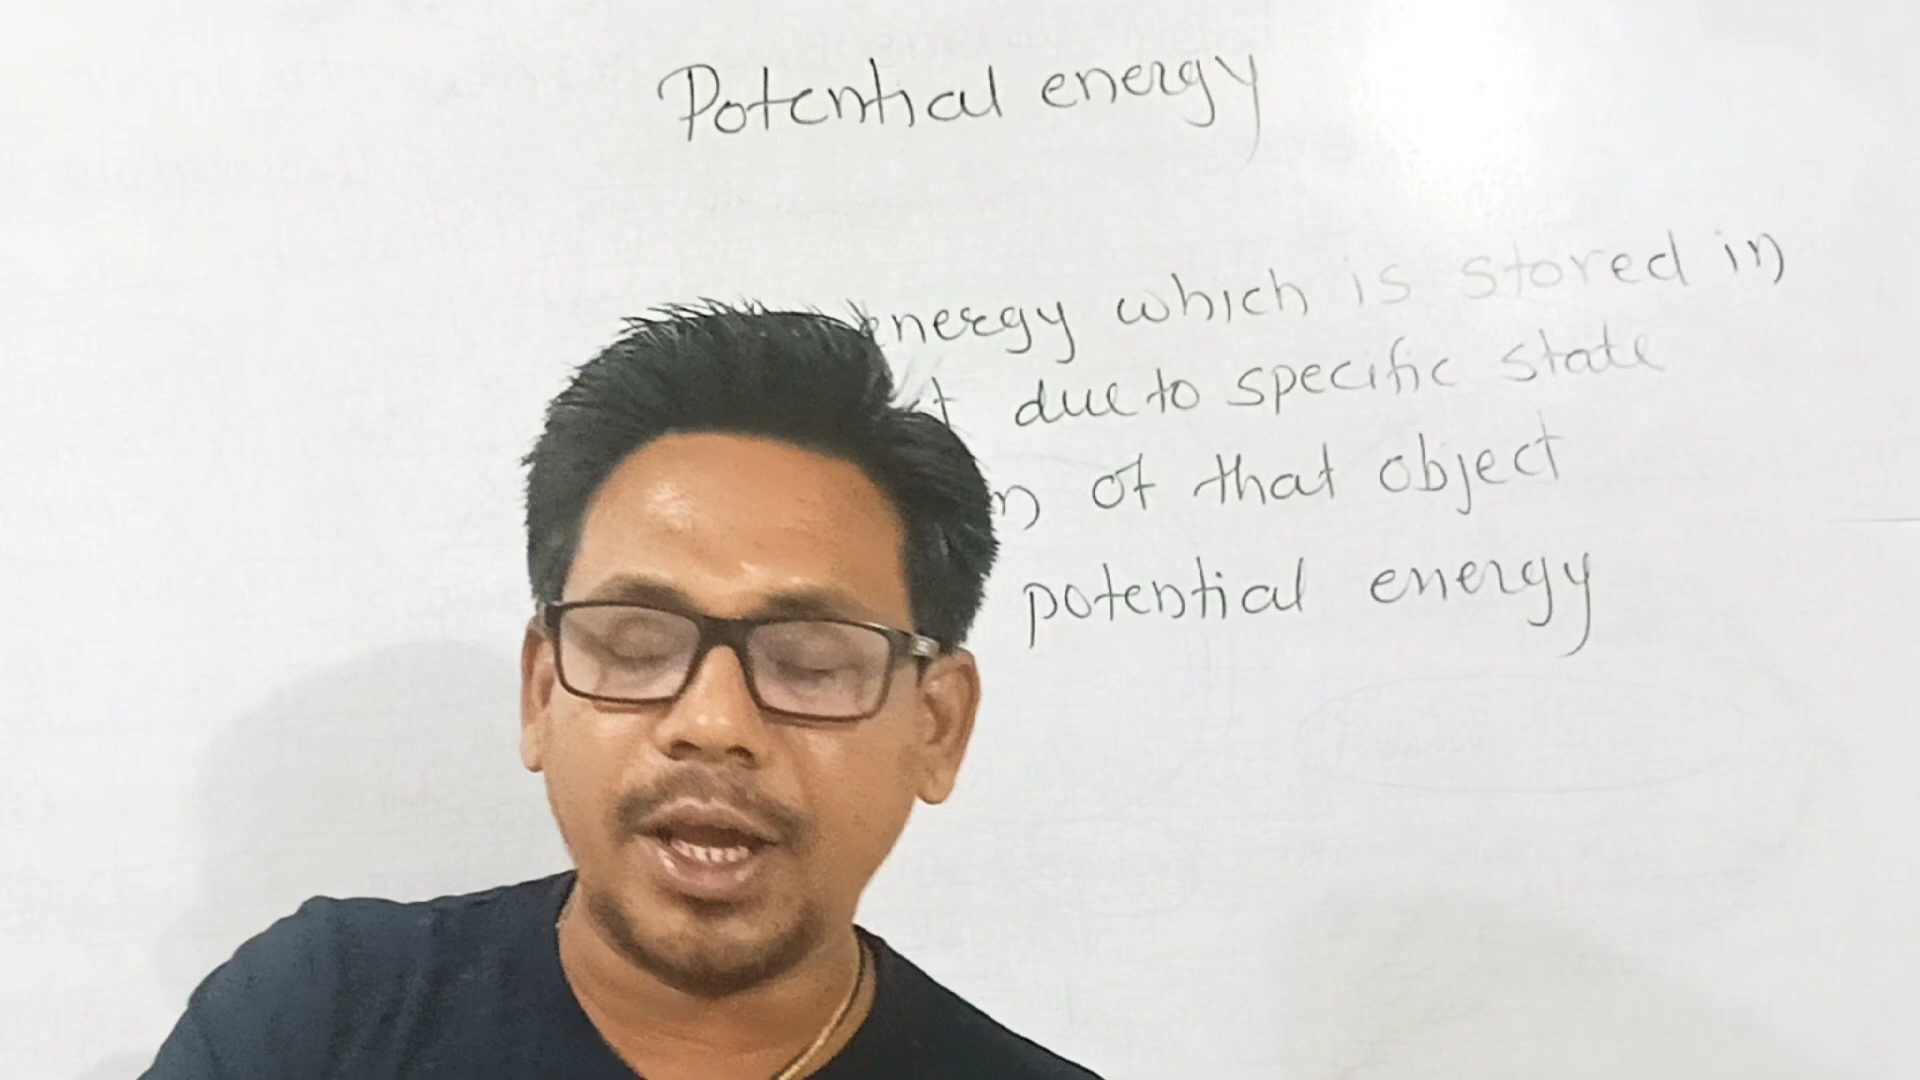 Potential energy
energy which is stored in
due to specific state
of that object
potential energy